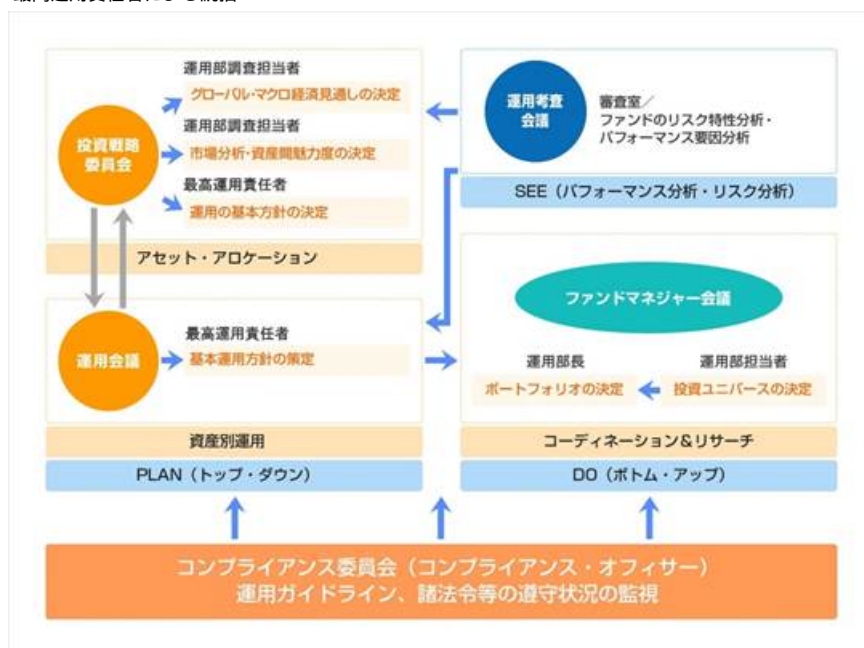 運用部調査担当者
グローバル・マクロ経済見通しの決定
投資戦略
委員会
運用部調査担当者
市場分析・資産間魅力度の決定
最高運用責任者
運用の基本方針の決定
アセット・アロケーション
運用考査
会議
審査室/
ファンドのリスク特性分析・
パフォーマンス要因分析
SEE(パフォーマンス分析・リスク分析)
運用会議
最高運用責任者
基本運用方針の策定
資産別運用
PLAN(トップ・ダウン)
ファンドマネジャー会議
運用部長
ポートフォリオの決定
運用部担当者
投資ユニバースの決定
コーディネーション&リサーチ
DO(ボトム・アップ)
コンプライアンス委員会(コンプライアンス・オフィサー)
運用ガイドライン、諸法令等の遵守状況の監視